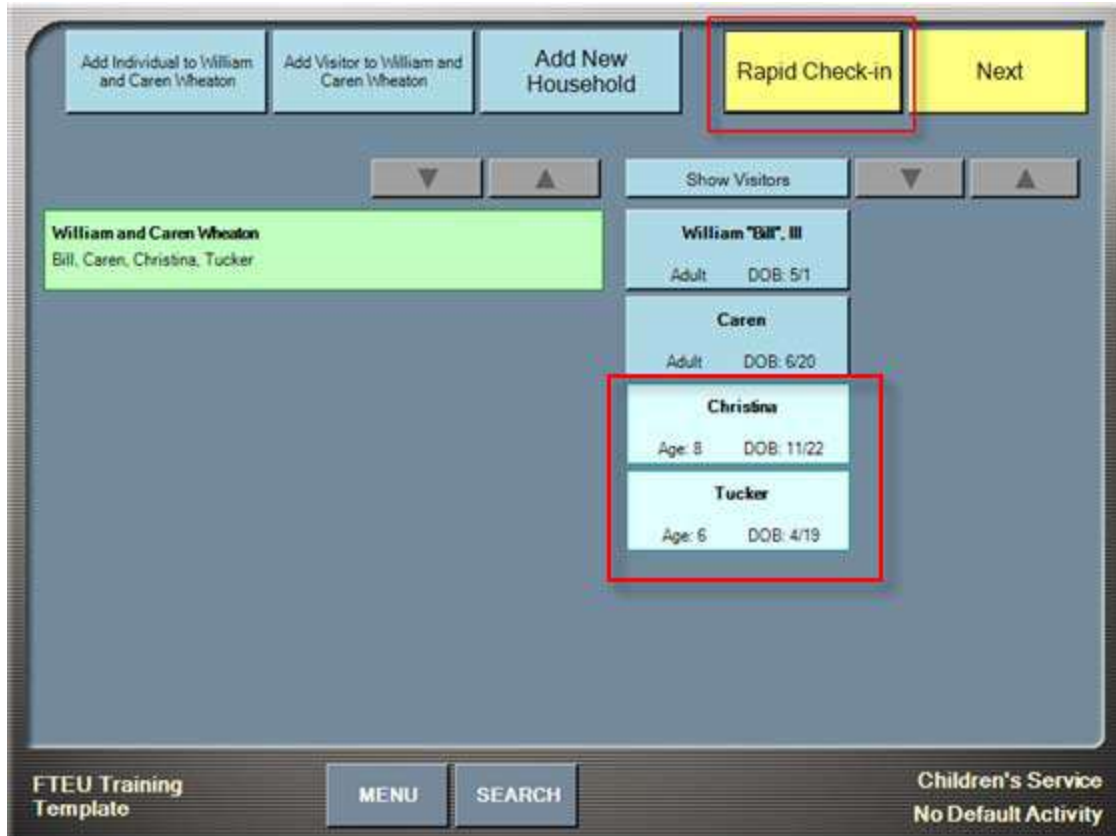 Add Individual to William
and Caren Wheaton
Add Visitor to William and
Caren Wheaton
Add New
Household
Rapid Check-in
Next
Show Visitors
William and Caren Wheaton
Bill, Caren, Christina, Tucker
William "Bill", III
Adult DOB: 5/1
Caren
Adult DOB: 6/20
Christina
Age: 8 DOB: 11/22
Tucker
Age: 6 DOB: 4/19
FTEU Training
Template
MENU
SEARCH
Children's Service
No Default Activity